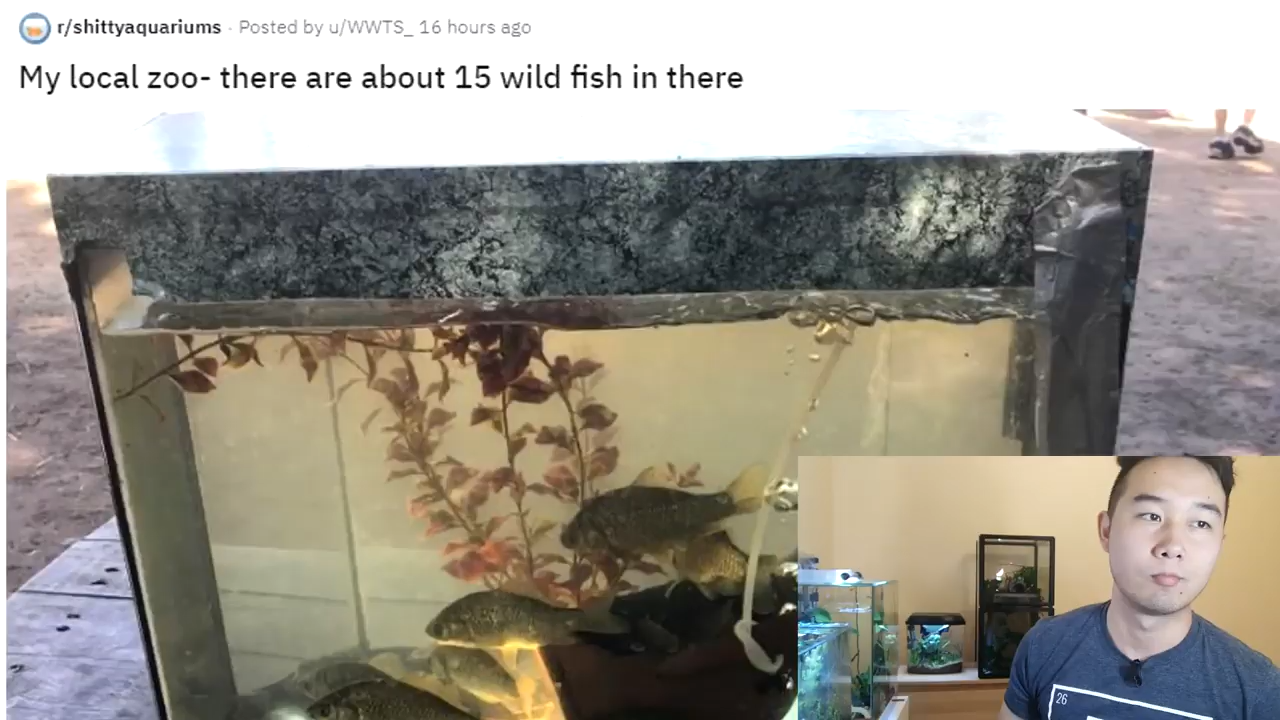 r/shittyaquariums · Posted by u/WWTS_ 16 hours ago
My local zoo- there are about 15 wild fish in there
26